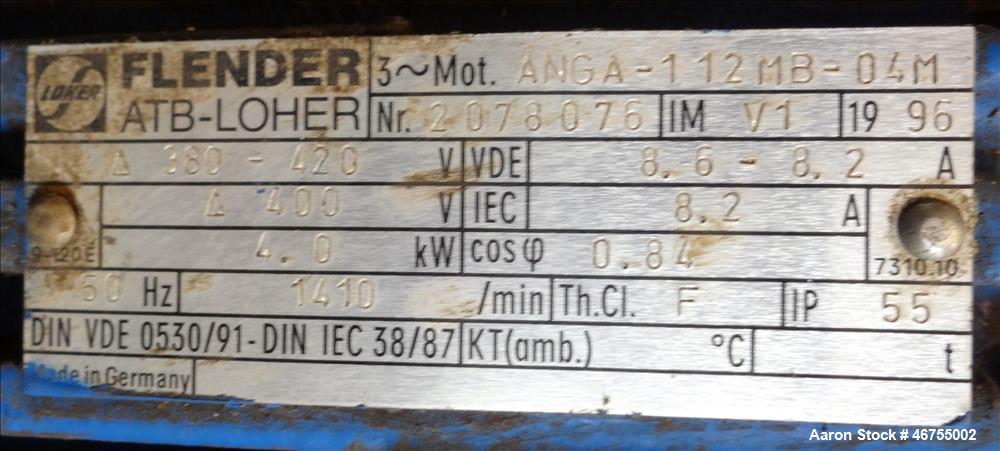 LOHER FLENDER 3~Mot. ANGA-112MB-04M
ATB-LOHER Nr. 2078076 IM V1 19 96
Δ 380 - 420 V VDE 8.6 - 8.2 A
Δ 400 V IEC 8.2 A
4.0 kW cosφ 0.84 7310.10
50 Hz 1410 /min Th.Cl. F IP 55
DIN VDE 0530/91-DIN IEC 38/87 KT(amb.) °C t
Made in Germany
Aaron Stock # 46755002